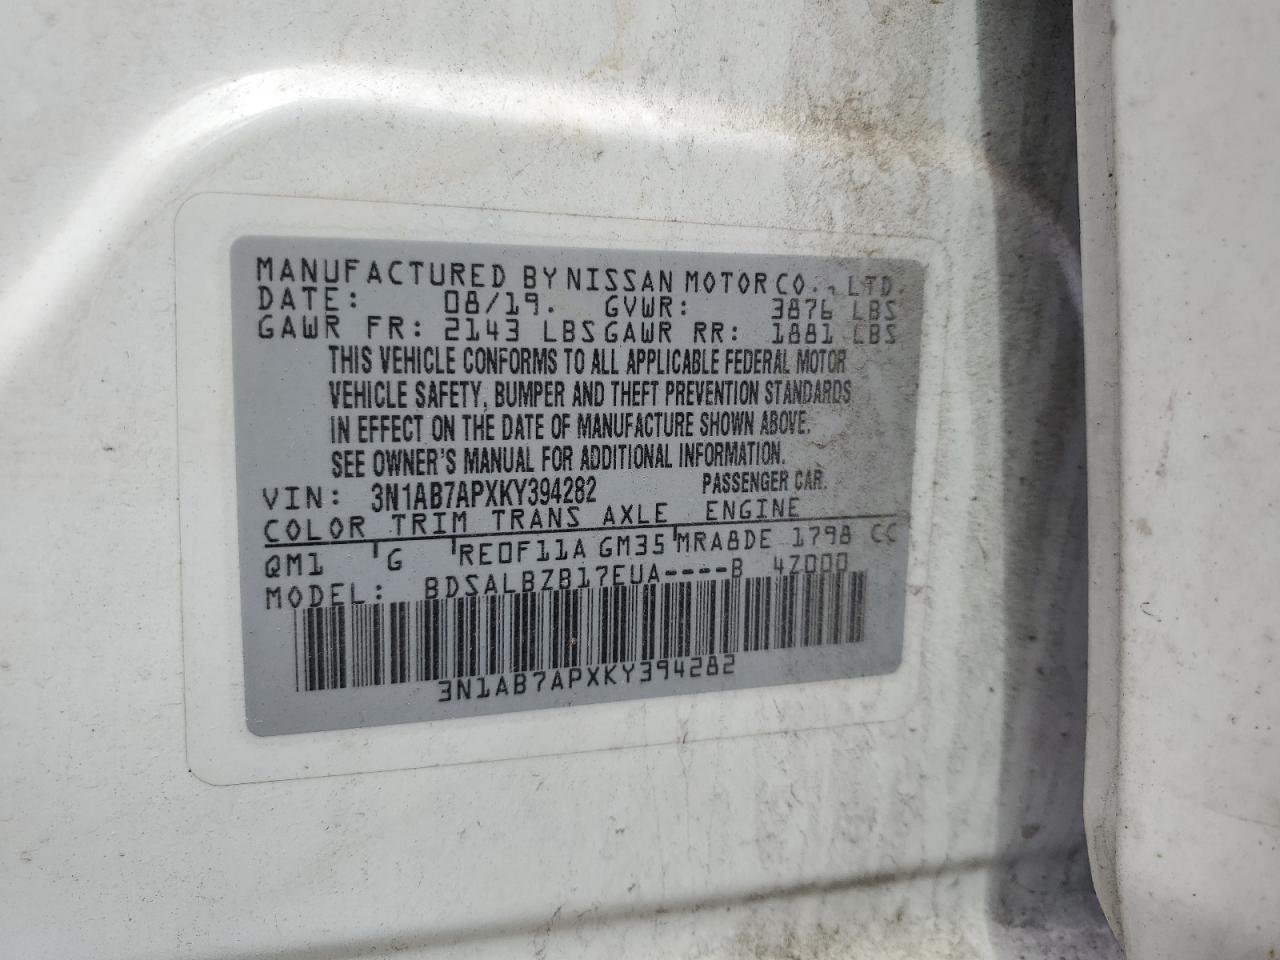 MANUFACTURED BY NISSAN MOTOR CO., LTD.
DATE: 08/19. GVWR: 3876 LBS
GAWR FR: 2143 LBS GAWR RR: 1881 LBS
THIS VEHICLE CONFORMS TO ALL APPLICABLE FEDERAL MOTOR
VEHICLE SAFETY, BUMPER AND THEFT PREVENTION STANDARDS
IN EFFECT ON THE DATE OF MANUFACTURE SHOWN ABOVE.
SEE OWNER'S MANUAL FOR ADDITIONAL INFORMATION.
VIN: 3N1AB7APXKY394282 PASSENGER CAR.
COLOR TRIM TRANS AXLE ENGINE
QM1 G RE0F11A GM35 MRA8DE 1798 CC
MODEL: BDSALBZB17EUA----B 4Z000
3N1AB7APXKY394282